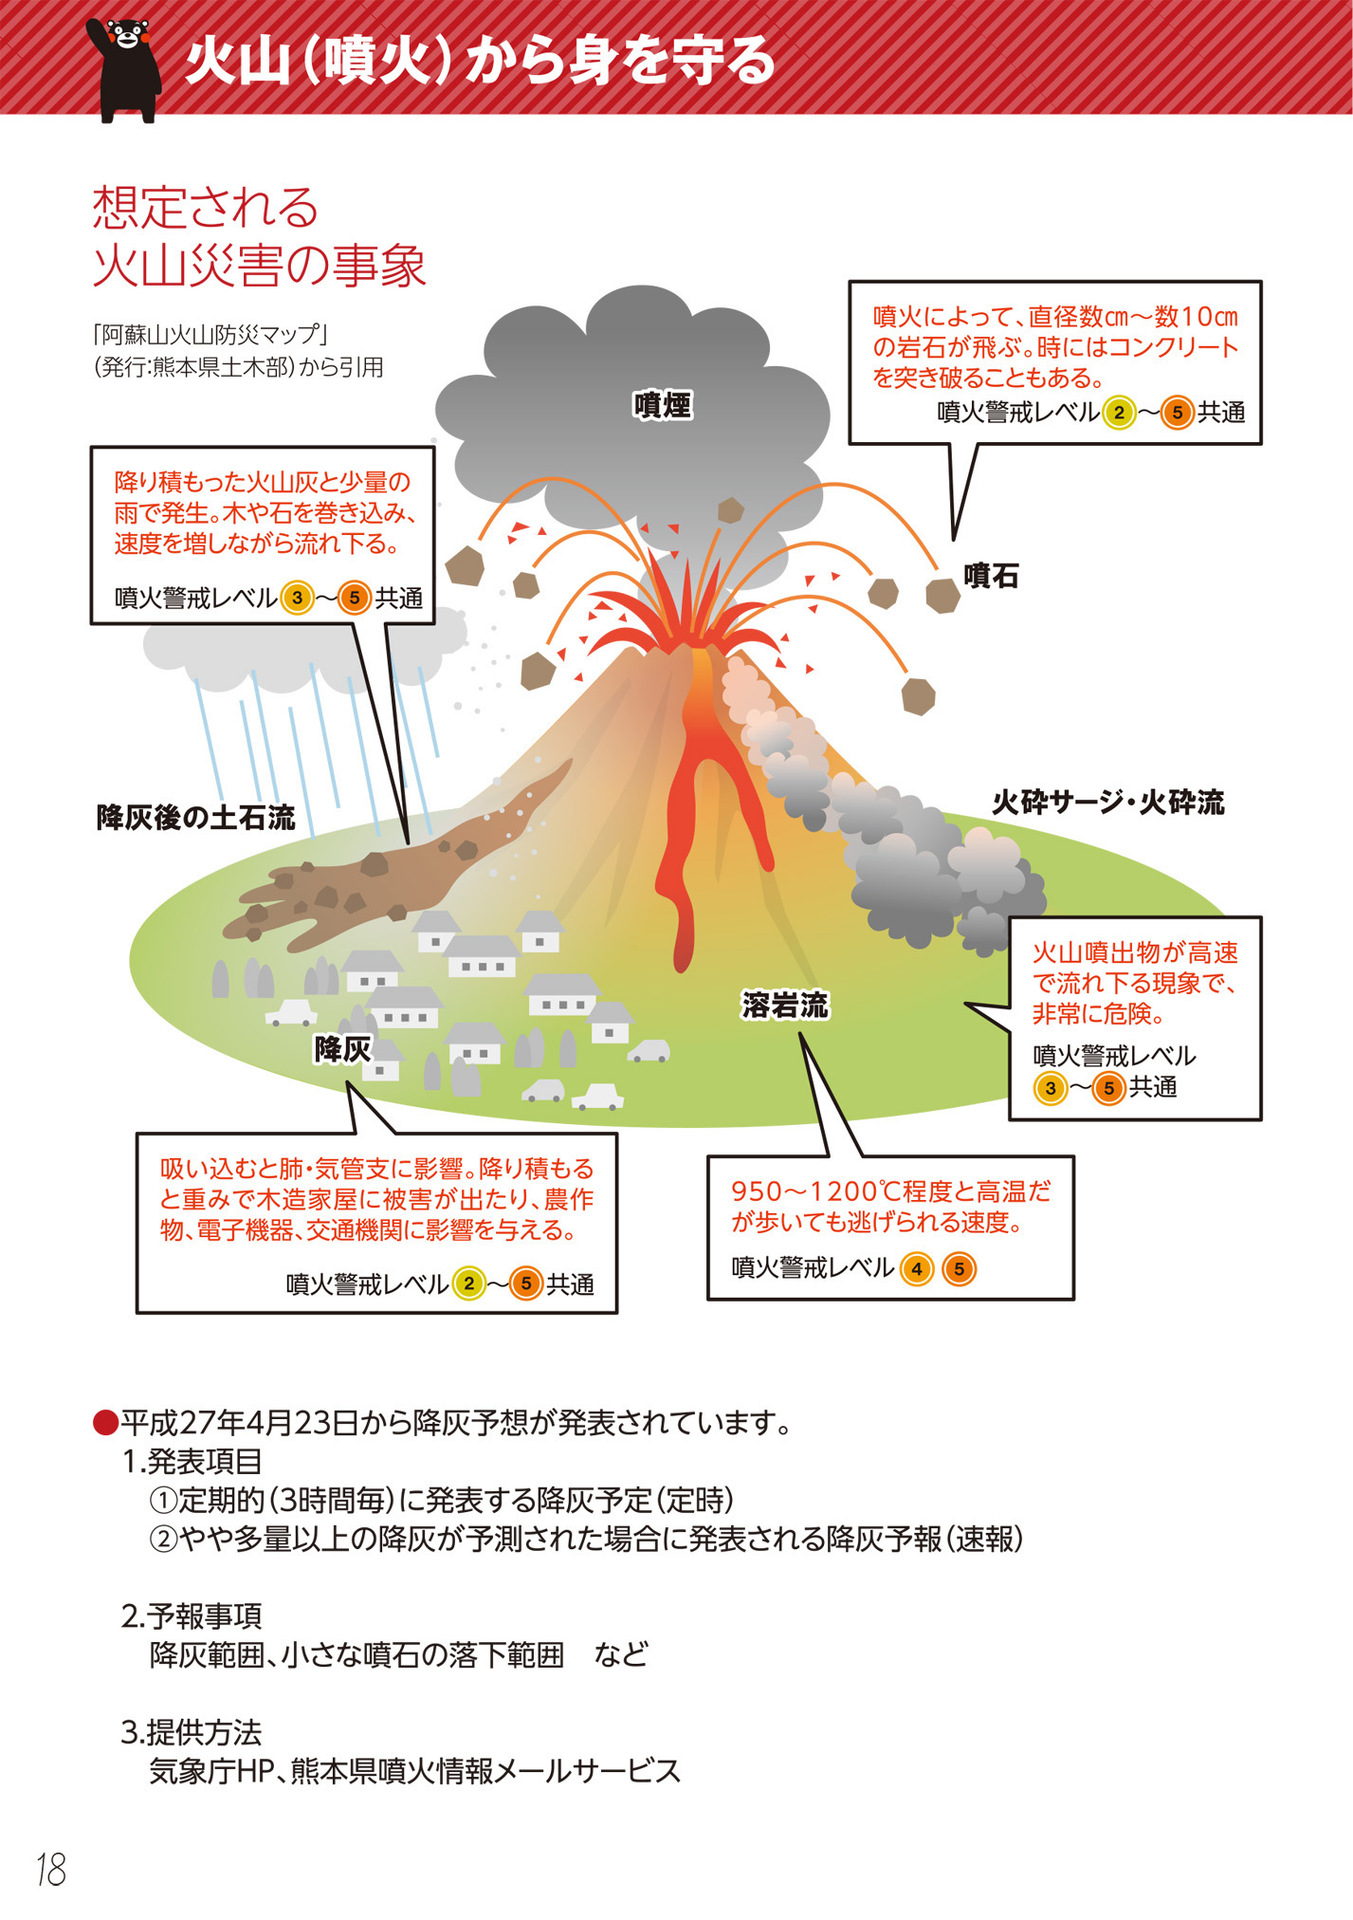 火山（噴火）から身を守る
想定される
火山災害の事象
「阿蘇山火山防災マップ」
（発行：熊本県土木部）から引用
噴火によって、直径数㎝～数10㎝
の岩石が飛ぶ。時にはコンクリート
を突き破ることもある。
噴火警戒レベル2～5共通
噴煙
降り積もった火山灰と少量の
雨で発生。木や石を巻き込み、
速度を増しながら流れ下る。
噴火警戒レベル3～5共通
噴石
降灰後の土石流
火砕サージ・火砕流
火山噴出物が高速
で流れ下る現象で、
非常に危険。
噴火警戒レベル
3～5共通
溶岩流
降灰
吸い込むと肺・気管支に影響。降り積もる
と重みで木造家屋に被害が出たり、農作
物、電子機器、交通機関に影響を与える。
噴火警戒レベル2～5共通
950～1200℃程度と高温だ
が歩いても逃げられる速度。
噴火警戒レベル4 5
●平成27年4月23日から降灰予想が発表されています。
1.発表項目
①定期的（3時間毎）に発表する降灰予定（定時）
②やや多量以上の降灰が予測された場合に発表される降灰予報（速報）
2.予報事項
降灰範囲、小さな噴石の落下範囲　など
3.提供方法
気象庁HP、熊本県噴火情報メールサービス
18